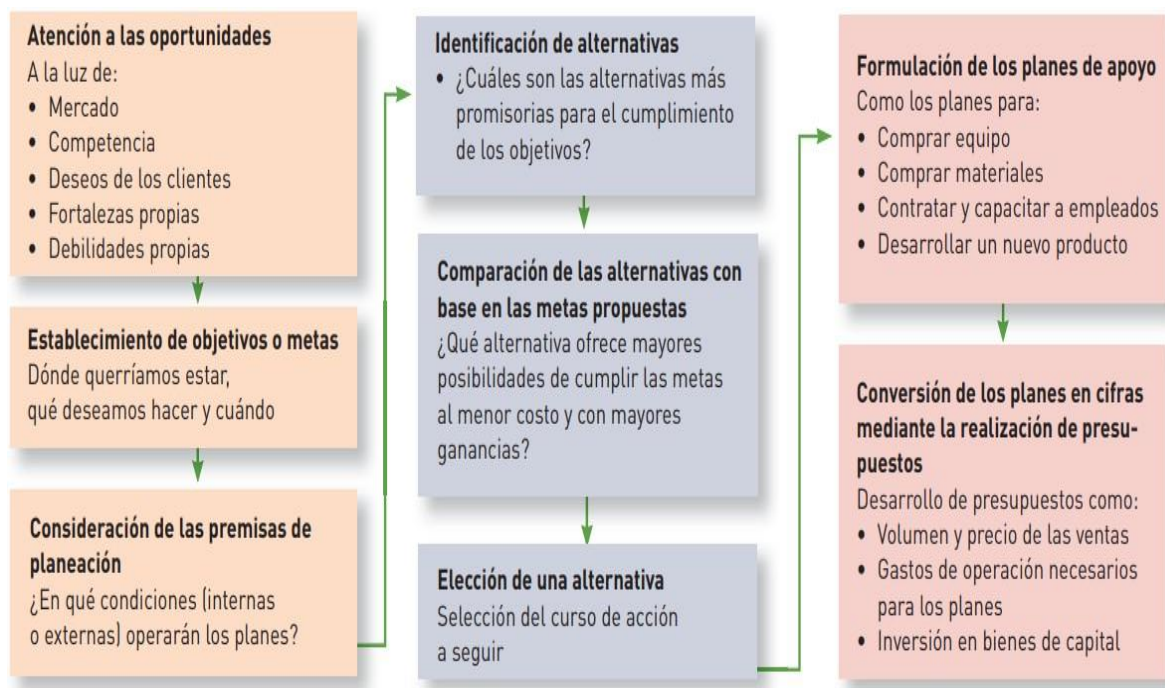 Atención a las oportunidades
A la luz de:
• Mercado
• Competencia
• Deseos de los clientes
• Fortalezas propias
• Debilidades propias
Establecimiento de objetivos o metas
Dónde querríamos estar,
qué deseamos hacer y cuándo
Consideración de las premisas de
planeación
¿En qué condiciones (internas
o externas) operarán los planes?
Identificación de alternativas
• ¿Cuáles son las alternativas más
promisorias para el cumplimiento
de los objetivos?
Comparación de las alternativas con
base en las metas propuestas
¿Qué alternativa ofrece mayores
posibilidades de cumplir las metas
al menor costo y con mayores
ganancias?
Elección de una alternativa
Selección del curso de acción
a seguir
Formulación de los planes de apoyo
Como los planes para:
• Comprar equipo
• Comprar materiales
• Contratar y capacitar a empleados
• Desarrollar un nuevo producto
Conversión de los planes en cifras
mediante la realización de presu-
puestos
Desarrollo de presupuestos como:
• Volumen y precio de las ventas
• Gastos de operación necesarios
para los planes
• Inversión en bienes de capital